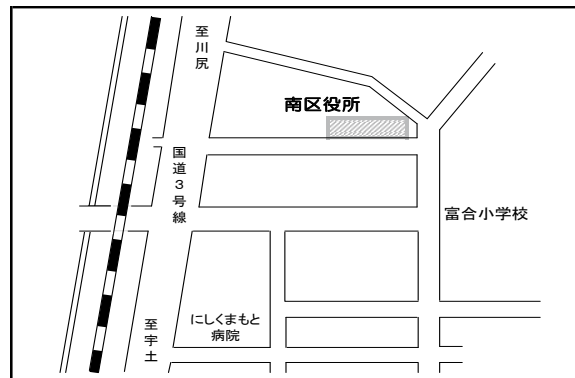 至川尻
南区役所
国道3号線
富合小学校
にしくまもと
病院
至宇土